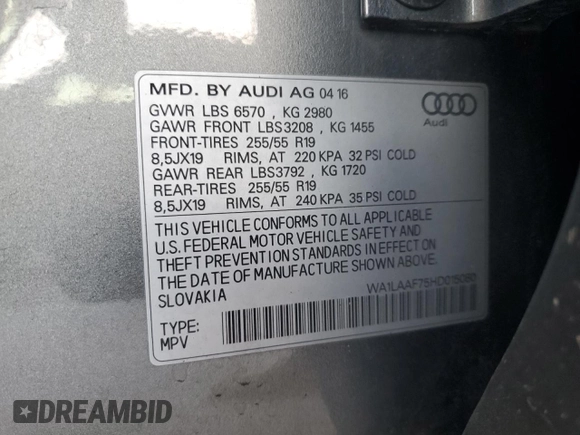 MFD. BY AUDI AG 04 16
GVWR LBS 6570 , KG 2980
GAWR FRONT LBS3208 , KG 1455
FRONT-TIRES 255/55 R19
8,5JX19 RIMS, AT 220 KPA 32 PSI COLD
GAWR REAR LBS3792 , KG 1720
REAR-TIRES 255/55 R19
8,5JX19 RIMS, AT 240 KPA 35 PSI COLD
Audi
THIS VEHICLE CONFORMS TO ALL APPLICABLE
U.S. FEDERAL MOTOR VEHICLE SAFETY AND
THEFT PREVENTION STANDARDS IN EFFECT ON
THE DATE OF MANUFACTURE SHOWN ABOVE.
SLOVAKIA
TYPE:
MPV
DREAMBID